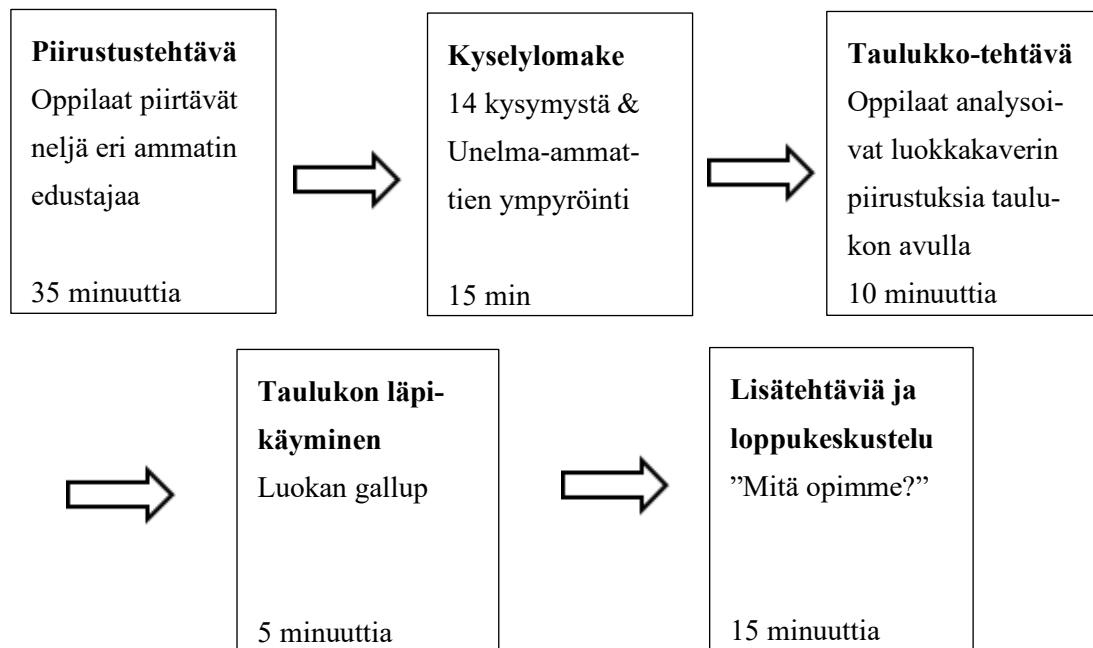 Piirustustehtävä
Oppilaat piirtävät
neljä eri ammatin
edustajaa
35 minuuttia
Kyselylomake
14 kysymystä &
Unelma-ammat-
tien ympyröinti
15 min
Taulukko-tehtävä
Oppilaat analysoi-
vat luokkakaverin
piirustuksia taulu-
kon avulla
10 minuuttia
Taulukon läpi-
käyminen
Luokan gallup
5 minuuttia
Lisätehtäviä ja
loppukeskustelu
”Mitä opimme?”
15 minuuttia